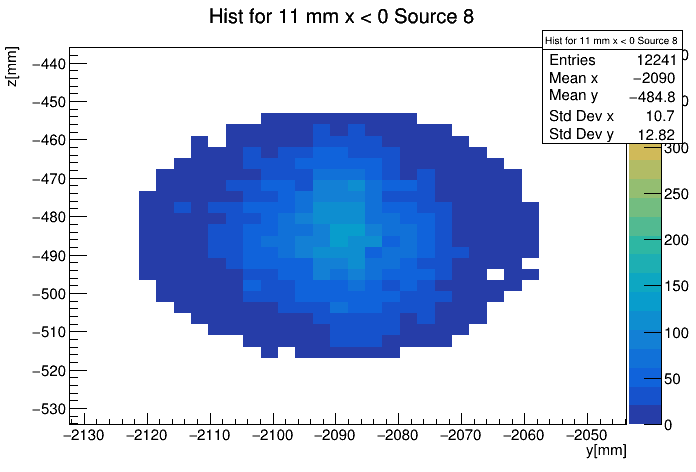 Hist for 11 mm x < 0 Source 8
z[mm]
−440
−450
−460
−470
−480
−490
−500
−510
−520
−530
−2130 −2120 −2110 −2100 −2090 −2080 −2070 −2060 −2050
y[mm]
Hist for 11 mm x < 0 Source 8
Entries 12241
Mean x −2090
Mean y −484.8
Std Dev x 10.7
Std Dev y 12.82
300
250
200
150
100
50
0